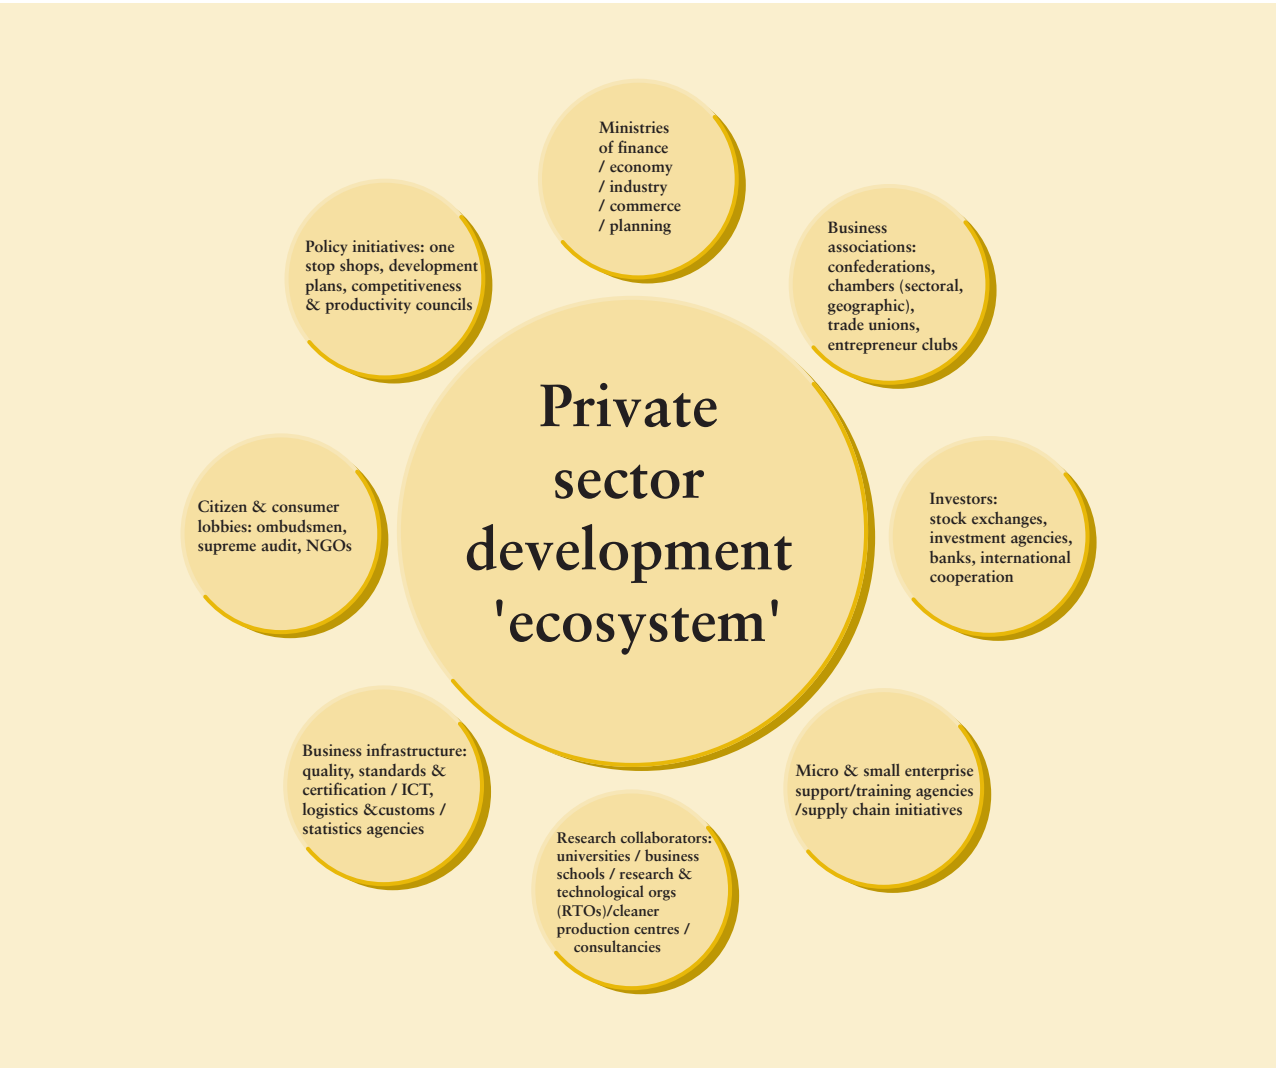 Ministries
of finance
/ economy
/ industry
/ commerce
/ planning
Business
associations:
confederations,
chambers (sectoral,
geographic),
trade unions,
entrepreneur clubs
Investors:
stock exchanges,
investment agencies,
banks, international
cooperation
Micro & small enterprise
support/training agencies
/supply chain initiatives
Research collaborators:
universities / business
schools / research &
technological orgs
(RTOs)/cleaner
production centres /
consultancies
Business infrastructure:
quality, standards &
certification / ICT,
logistics &customs /
statistics agencies
Citizen & consumer
lobbies: ombudsmen,
supreme audit, NGOs
Policy initiatives: one
stop shops, development
plans, competitiveness
& productivity councils
Private
sector
development
'ecosystem'